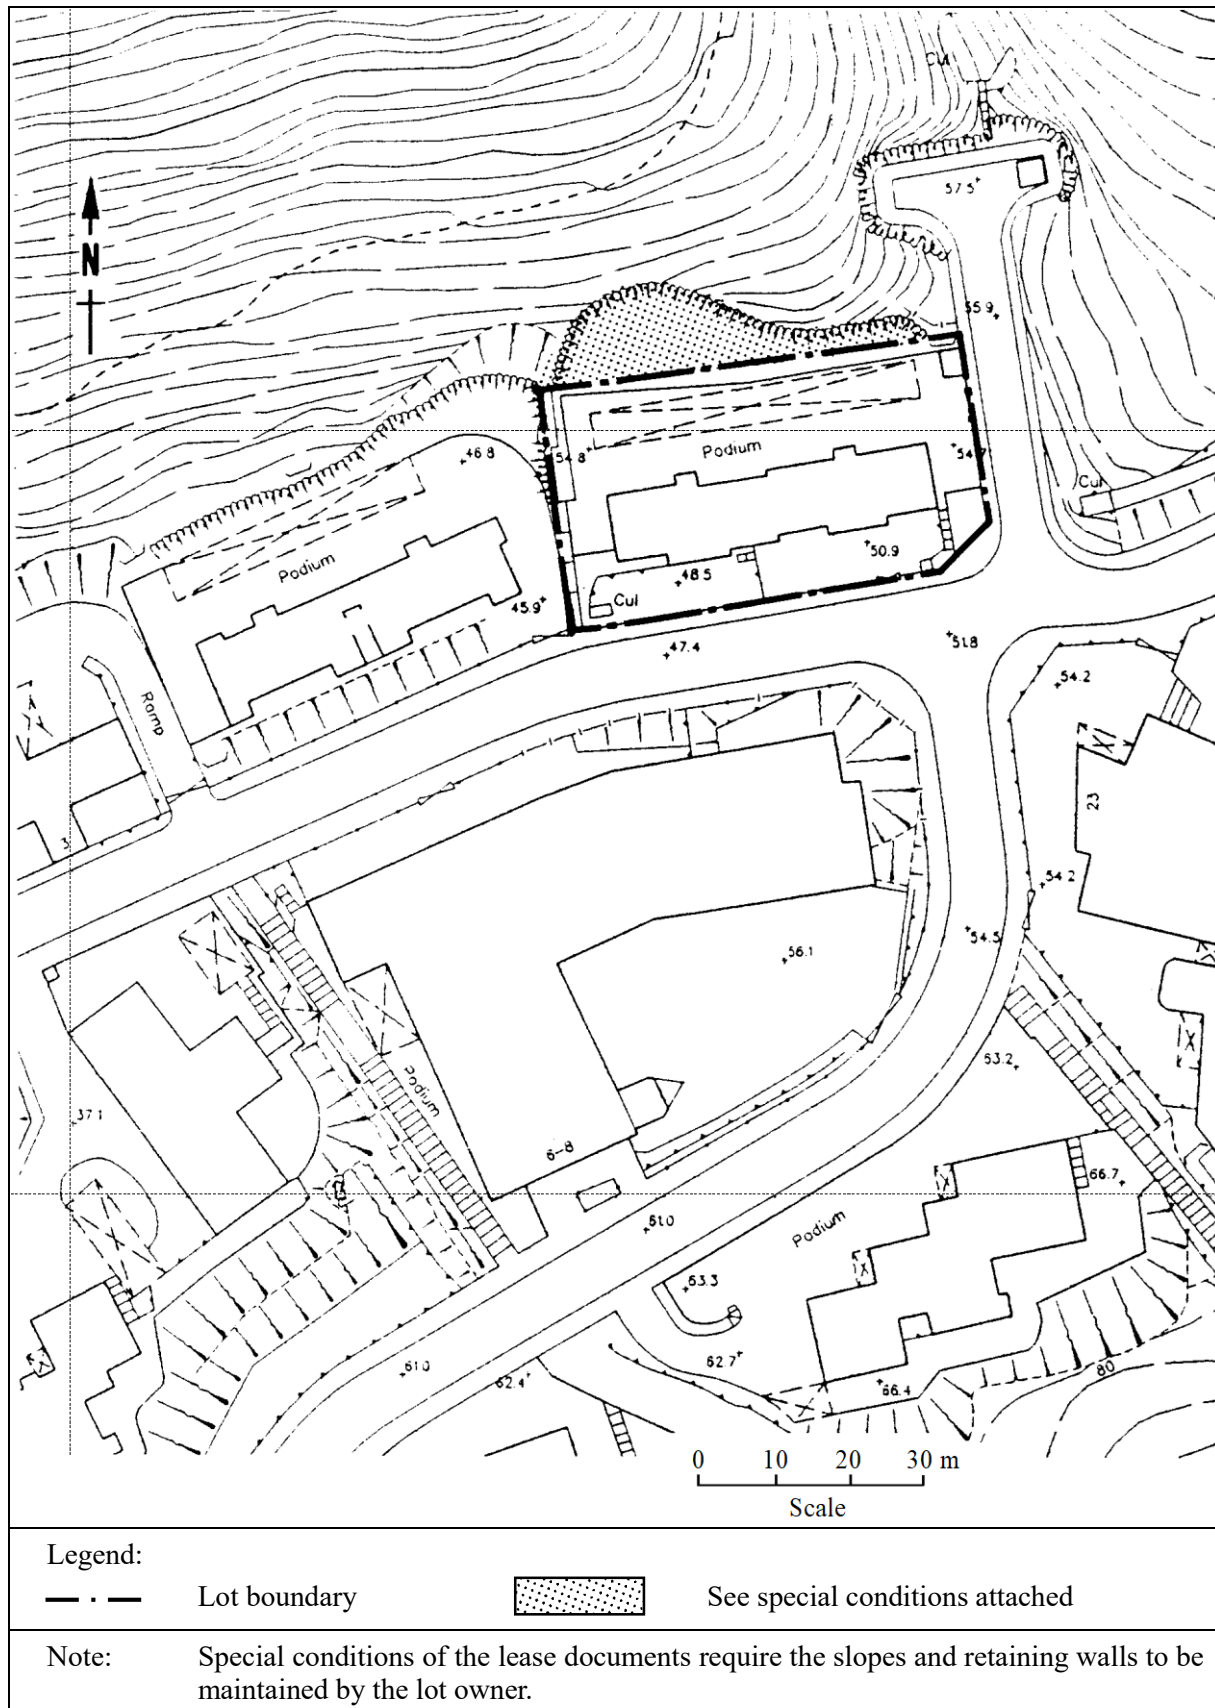 Cul
57.5
N
55.9
46.8
54.8
Podium
54.7
Cul
Podium
50.9
48.5
45.9
Cul
47.4
51.8
54.2
Ramp
23
3
54.2
54.5
56.1
53.2
Podium
37.1
6-8
66.7
61.0
Podium
63.3
62.7
61.0
62.4
66.4
80
0 10 20 30 m
Scale
Legend:
Lot boundary See special conditions attached
Note: Special conditions of the lease documents require the slopes and retaining walls to be
maintained by the lot owner.